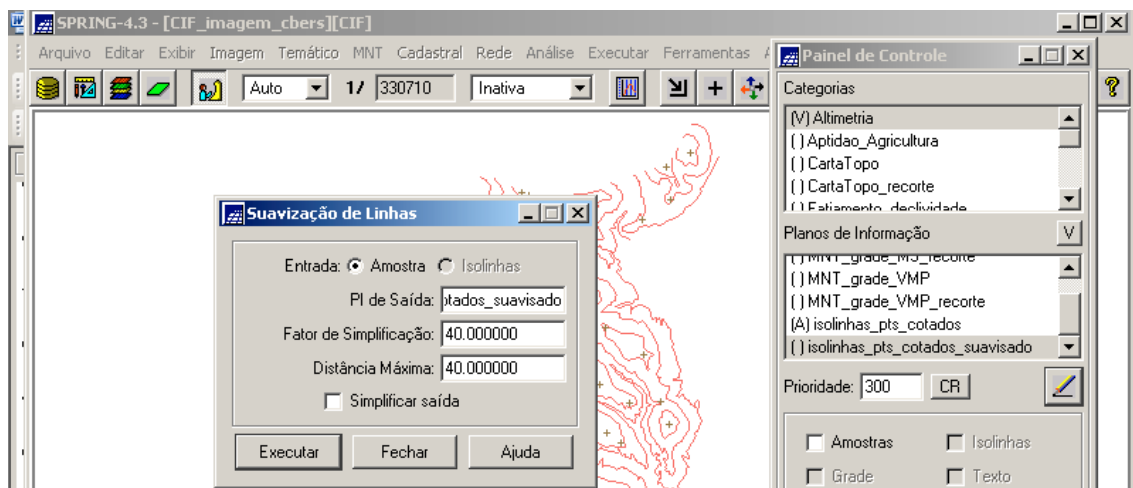 SPRING-4.3 - [CIF_imagem_cbers][CIF]
Arquivo Editar Exibir Imagem Temático MNT Cadastral Rede Análise Executar Ferramentas
Auto 1/ 330710 Inativa
Suavização de Linhas
Entrada: Amostra Isolinhas
PI de Saída: otados_suavisado
Fator de Simplificação: 40.000000
Distância Máxima: 40.000000
Simplificar saída
Executar Fechar Ajuda
Painel de Controle
Categorias
(V) Altimetria
( ) Aptidao_Agricultura
( ) CartaTopo
( ) CartaTopo_recorte
( ) Fatiamento_declividade
Planos de Informação V
( ) MNT_grade_MS_recorte
( ) MNT_grade_VMP
( ) MNT_grade_VMP_recorte
(A) isolinhas_pts_cotados
( ) isolinhas_pts_cotados_suavisado
Prioridade: 300 CR
Amostras Isolinhas
Grade Texto